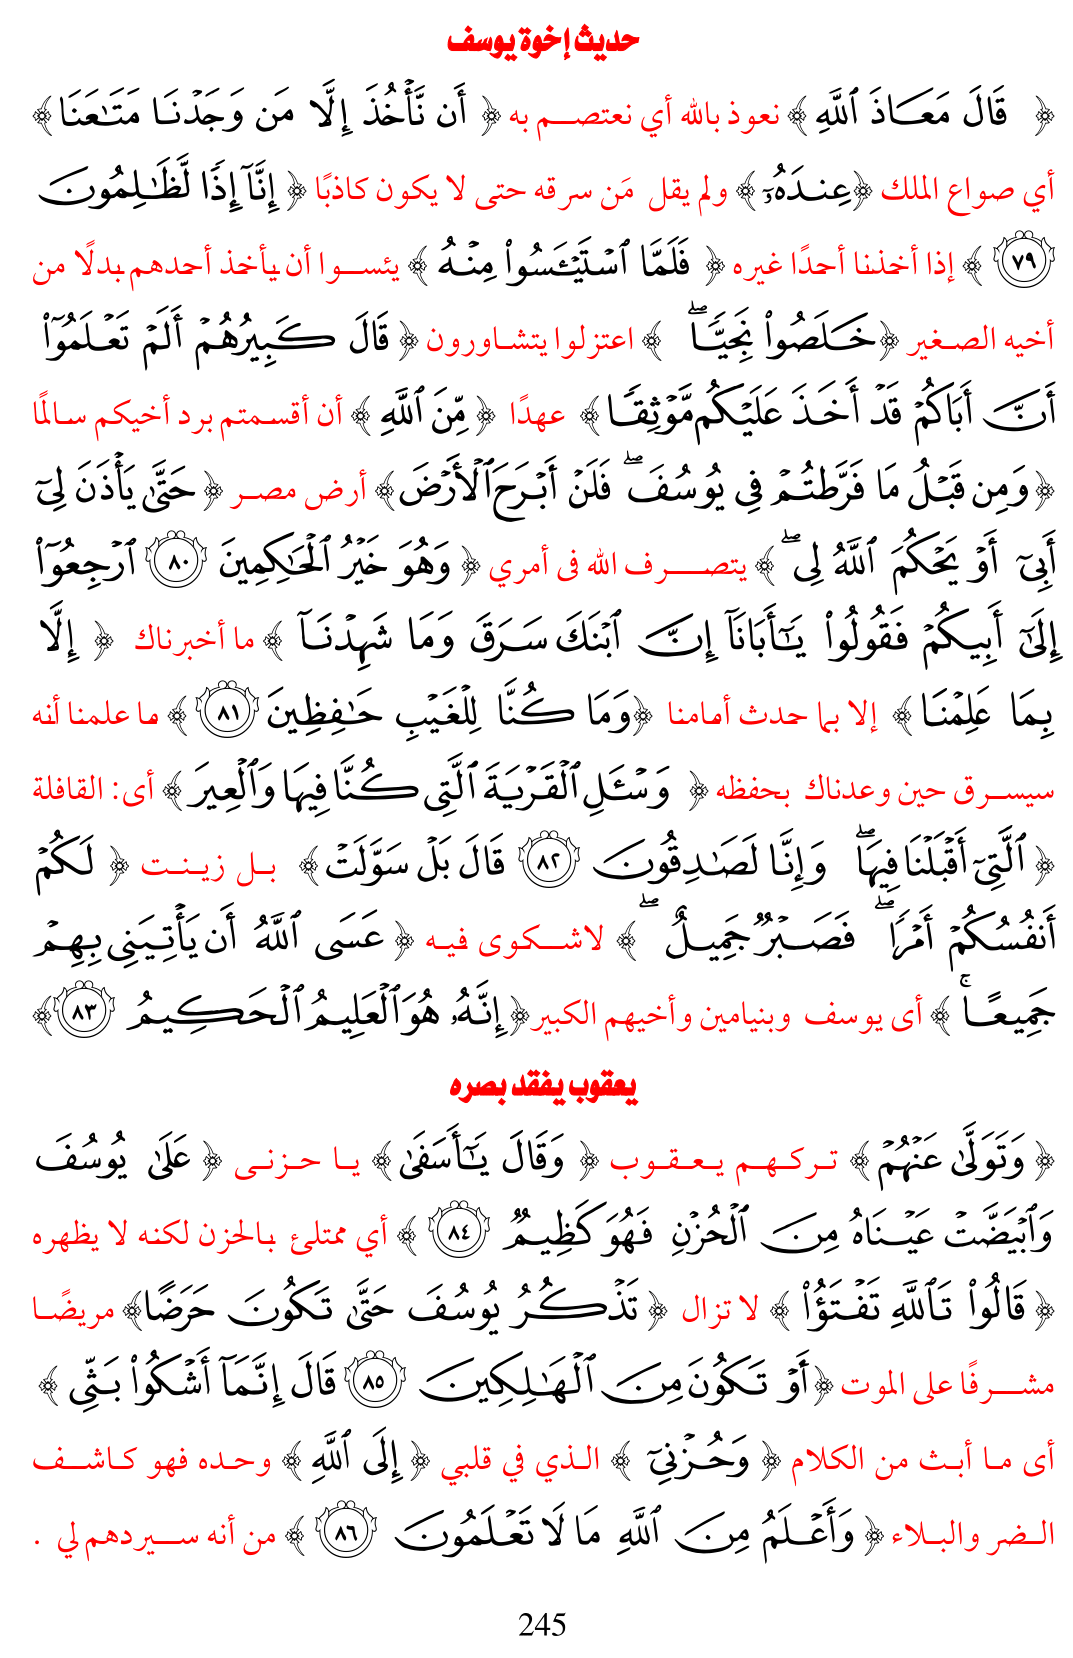 حديث إخوة يوسف
﴿ قَالَ مَعَاذَ ٱللَّهِ ﴾ نعوذ بالله أي نعتصم به ﴿ أَن نَّأْخُذَ إِلَّا مَن وَجَدْنَا مَتَـٰعَنَا ﴾
أي صواع الملك ﴿ عِندَهُۥٓ ﴾ ولم يقل مَن سرقه حتى لا يكون كاذبًا ﴿ إِنَّآ إِذًا لَّظَـٰلِمُونَ
٧٩ ﴾ إذا أخذنا أحدًا غيره ﴿ فَلَمَّا ٱسْتَيْـَٔسُوا۟ مِنْهُ ﴾ يئسوا أن يأخذ أحدهم بدلًا من
أخيه الصغير ﴿ خَلَصُوا۟ نَجِيًّا ۖ ﴾ اعتزلوا يتشاورون ﴿ قَالَ كَبِيرُهُمْ أَلَمْ تَعْلَمُوٓا۟
أَنَّ أَبَاكُمْ قَدْ أَخَذَ عَلَيْكُم مَّوْثِقًا ﴾ عهدًا ﴿ مِّنَ ٱللَّهِ ﴾ أن أقسمتم برد أخيكم سالمًا
﴿ وَمِن قَبْلُ مَا فَرَّطتُمْ فِى يُوسُفَ ۖ فَلَنْ أَبْرَحَ ٱلْأَرْضَ ﴾ أرض مصر ﴿ حَتَّىٰ يَأْذَنَ لِىٓ
أَبِىٓ أَوْ يَحْكُمَ ٱللَّهُ لِى ۖ ﴾ يتصرف الله فى أمري ﴿ وَهُوَ خَيْرُ ٱلْحَـٰكِمِينَ ٨٠ ٱرْجِعُوٓا۟
إِلَىٰٓ أَبِيكُمْ فَقُولُوا۟ يَـٰٓأَبَانَآ إِنَّ ٱبْنَكَ سَرَقَ وَمَا شَهِدْنَآ ﴾ ما أخبرناك ﴿ إِلَّا
بِمَا عَلِمْنَا ﴾ إلا بما حدث أمامنا ﴿ وَمَا كُنَّا لِلْغَيْبِ حَـٰفِظِينَ ٨١ ﴾ ما علمنا أنه
سيسرق حين وعدناك بحفظه ﴿ وَسْـَٔلِ ٱلْقَرْيَةَ ٱلَّتِى كُنَّا فِيهَا وَٱلْعِيرَ ﴾ أى: القافلة
﴿ ٱلَّتِىٓ أَقْبَلْنَا فِيهَا ۖ وَإِنَّا لَصَـٰدِقُونَ ٨٢ قَالَ بَلْ سَوَّلَتْ ﴾ بل زينت ﴿ لَكُمْ
أَنفُسُكُمْ أَمْرًا ۖ فَصَبْرٌ جَمِيلٌ ۖ ﴾ لاشكوى فيه ﴿ عَسَى ٱللَّهُ أَن يَأْتِيَنِى بِهِمْ
جَمِيعًا ۚ ﴾ أى يوسف وبنيامين وأخيهم الكبير ﴿ إِنَّهُۥ هُوَ ٱلْعَلِيمُ ٱلْحَكِيمُ ٨٣ ﴾
يعقوب يفقد بصره
﴿ وَتَوَلَّىٰ عَنْهُمْ ﴾ تركهم يعقوب ﴿ وَقَالَ يَـٰٓأَسَفَىٰ ﴾ يا حزنى ﴿ عَلَىٰ يُوسُفَ
وَٱبْيَضَّتْ عَيْنَاهُ مِنَ ٱلْحُزْنِ فَهُوَ كَظِيمٌ ٨٤ ﴾ أي ممتلئ بالحزن لكنه لا يظهره
﴿ قَالُوا۟ تَٱللَّهِ تَفْتَؤُا۟ ﴾ لا تزال ﴿ تَذْكُرُ يُوسُفَ حَتَّىٰ تَكُونَ حَرَضًا ﴾ مريضًا
مشرفًا على الموت ﴿ أَوْ تَكُونَ مِنَ ٱلْهَـٰلِكِينَ ٨٥ قَالَ إِنَّمَآ أَشْكُوا۟ بَثِّى ﴾
أى ما أبث من الكلام ﴿ وَحُزْنِىٓ ﴾ الذي في قلبي ﴿ إِلَى ٱللَّهِ ﴾ وحده فهو كاشف
الضر والبلاء ﴿ وَأَعْلَمُ مِنَ ٱللَّهِ مَا لَا تَعْلَمُونَ ٨٦ ﴾ من أنه سيردهم لي .
245